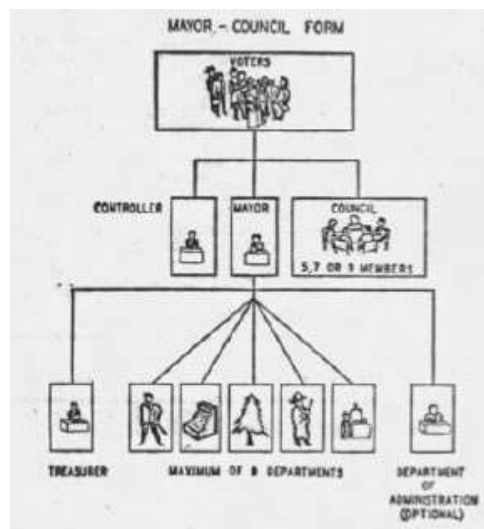 MAYOR - COUNCIL FORM
VOTERS
CONTROLLER
MAYOR
COUNCIL
5,7 OR 9 MEMBERS
TREASURER
MAXIMUM OF 9 DEPARTMENTS
DEPARTMENT
OF
ADMINISTRATION
(OPTIONAL)